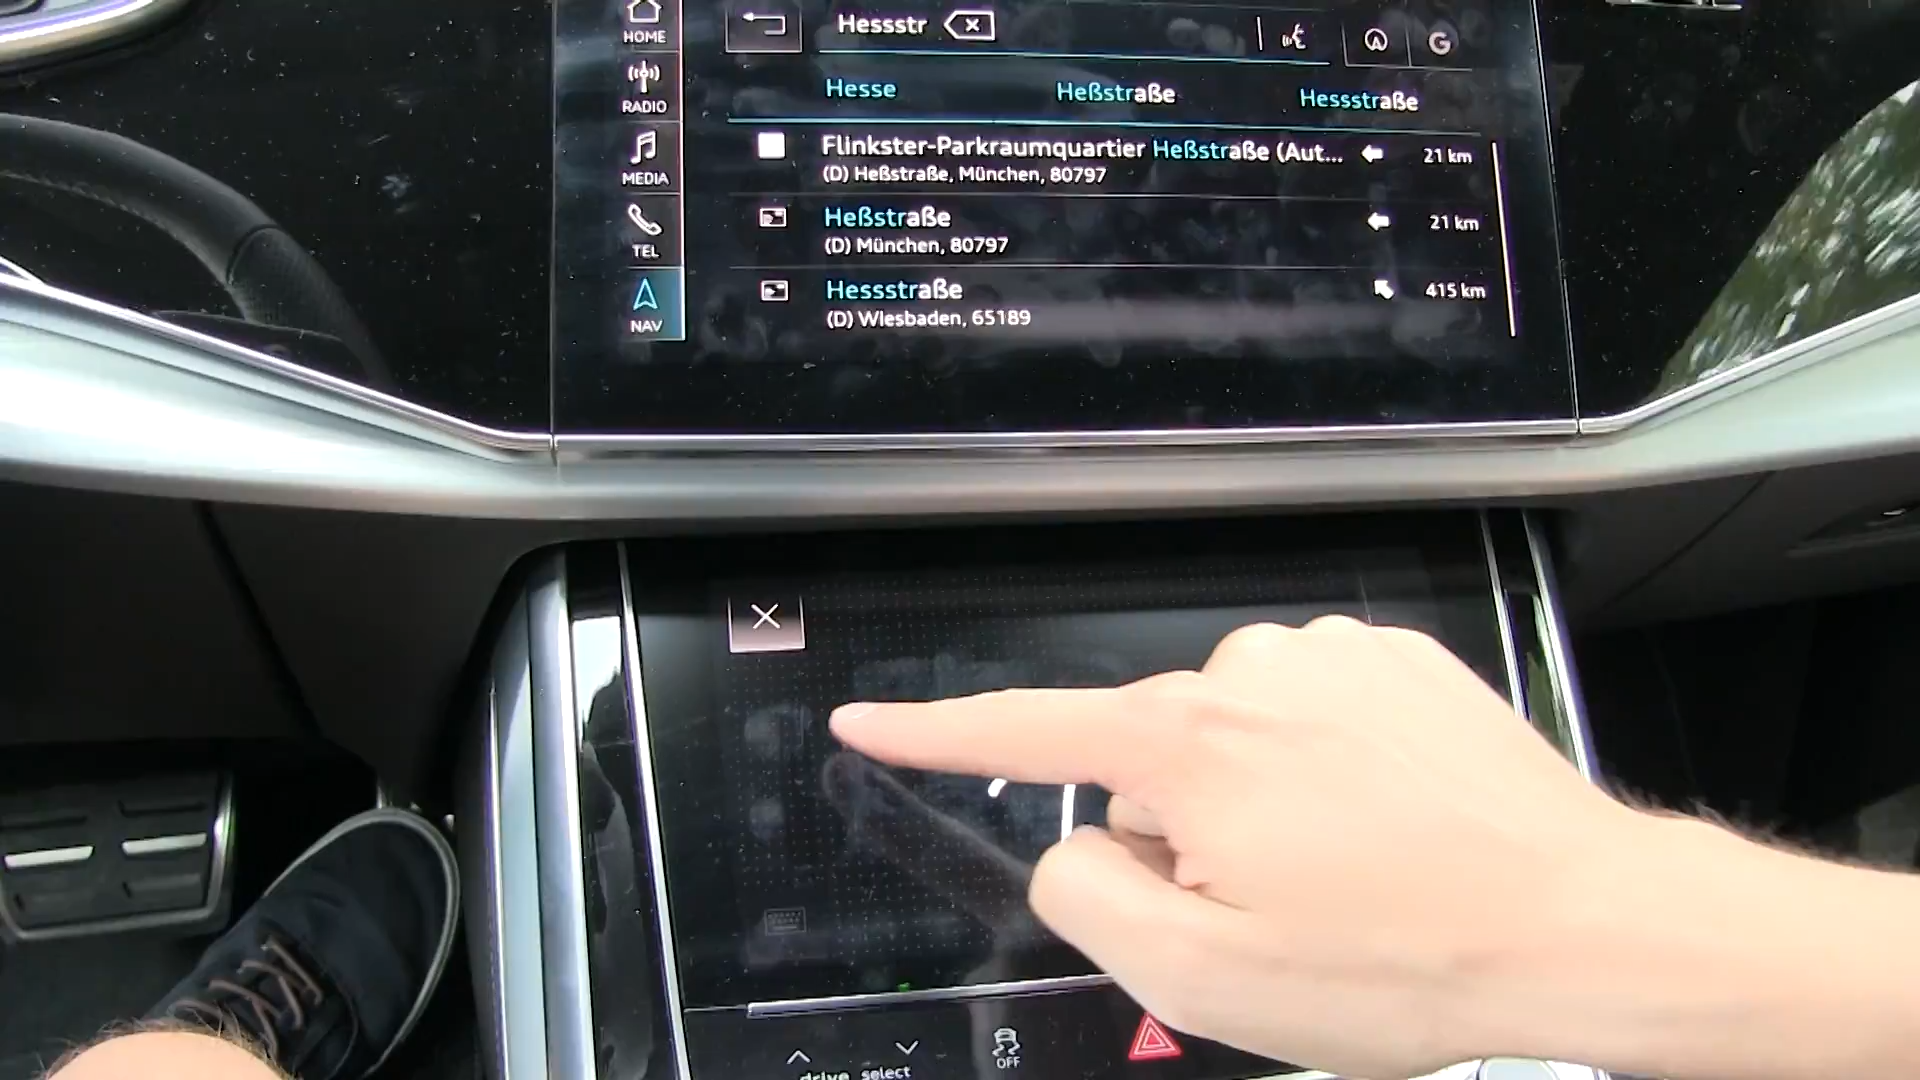 HOME
Hessstr
G
RADIO
Hesse
Heßstraße
Hessstraße
MEDIA
Flinkster-Parkraumquartier Heßstraße (Aut...
21 km
(D) Heßstraße, München, 80797
TEL
Heßstraße
21 km
(D) München, 80797
NAV
Hessstraße
415 km
(D) Wiesbaden, 65189
OFF
drive select